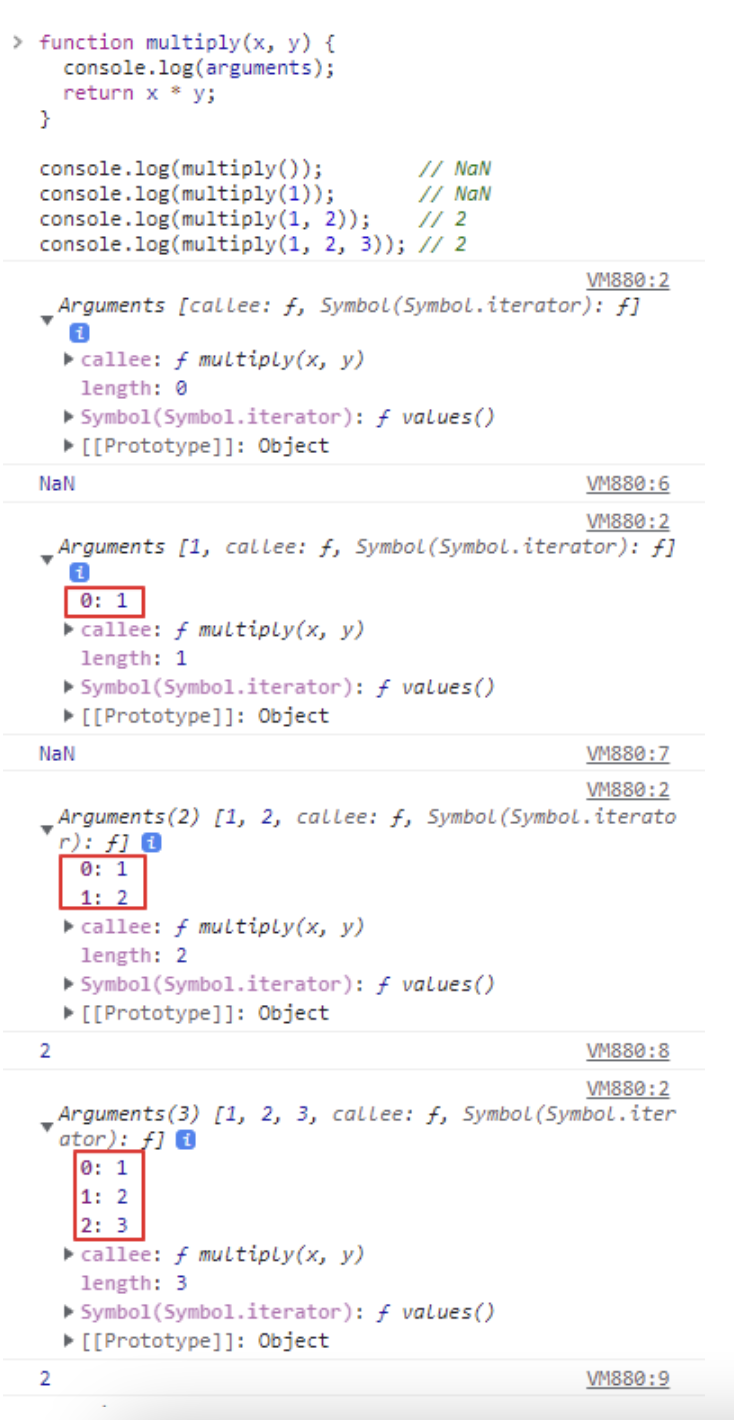 > function multiply(x, y) {
console.log(arguments);
return x * y;
}
console.log(multiply()); // NaN
console.log(multiply(1)); // NaN
console.log(multiply(1, 2)); // 2
console.log(multiply(1, 2, 3)); // 2
VM880:2
▼ Arguments [callee: ƒ, Symbol(Symbol.iterator): ƒ]
i
▶ callee: ƒ multiply(x, y)
length: 0
▶ Symbol(Symbol.iterator): ƒ values()
▶ [[Prototype]]: Object
NaN VM880:6
VM880:2
▼ Arguments [1, callee: ƒ, Symbol(Symbol.iterator): ƒ]
i
0: 1
▶ callee: ƒ multiply(x, y)
length: 1
▶ Symbol(Symbol.iterator): ƒ values()
▶ [[Prototype]]: Object
NaN VM880:7
VM880:2
▼ Arguments(2) [1, 2, callee: ƒ, Symbol(Symbol.iterato
r): ƒ] i
0: 1
1: 2
▶ callee: ƒ multiply(x, y)
length: 2
▶ Symbol(Symbol.iterator): ƒ values()
▶ [[Prototype]]: Object
2 VM880:8
VM880:2
▼ Arguments(3) [1, 2, 3, callee: ƒ, Symbol(Symbol.iter
ator): ƒ] i
0: 1
1: 2
2: 3
▶ callee: ƒ multiply(x, y)
length: 3
▶ Symbol(Symbol.iterator): ƒ values()
▶ [[Prototype]]: Object
2 VM880:9